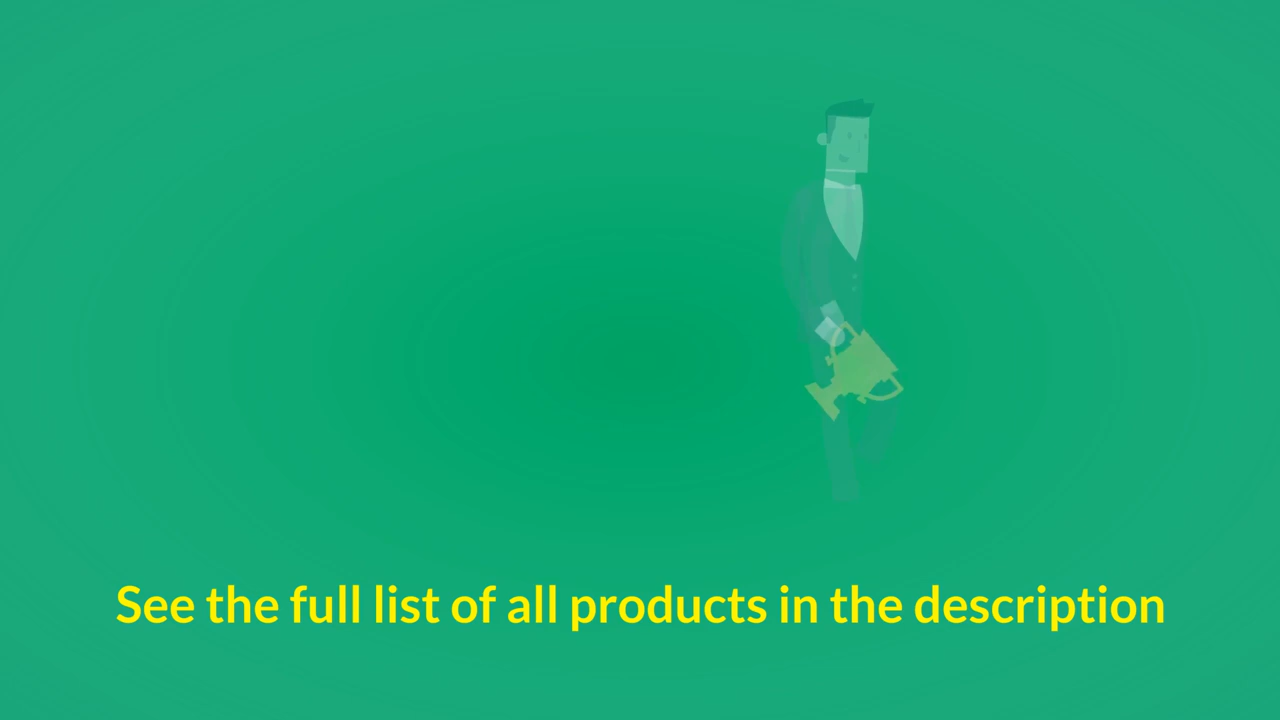 See the full list of all products in the description